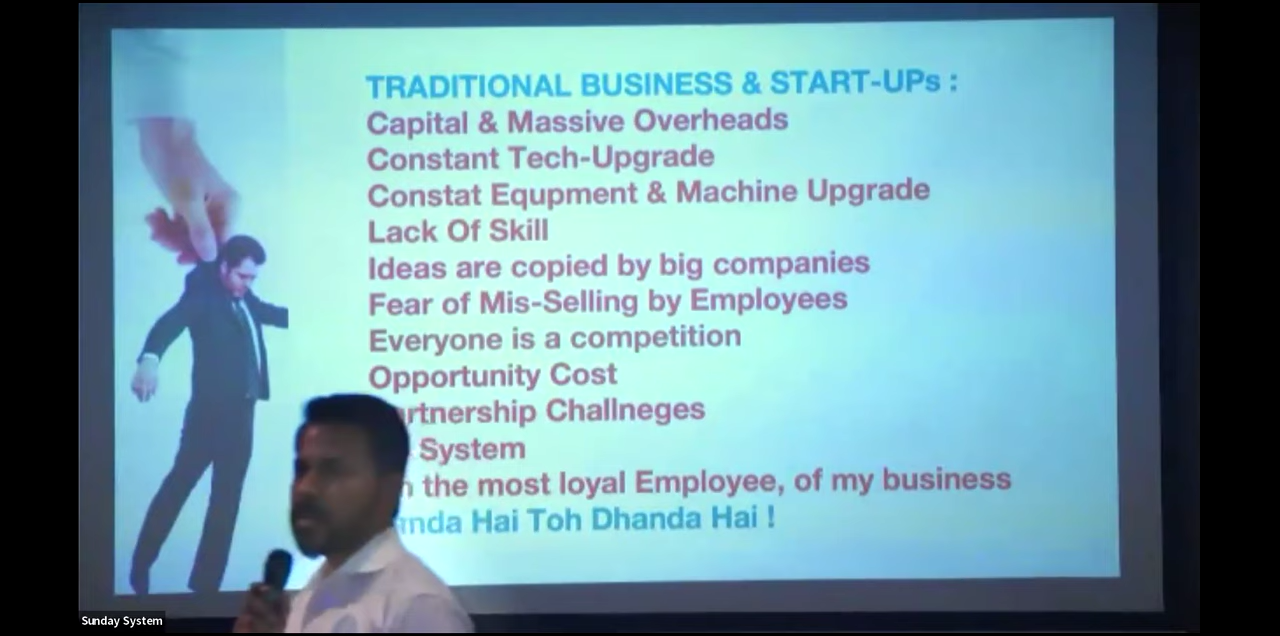 TRADITIONAL BUSINESS & START-UPs :
Capital & Massive Overheads
Constant Tech-Upgrade
Constat Equpment & Machine Upgrade
Lack Of Skill
Ideas are copied by big companies
Fear of Mis-Selling by Employees
Everyone is a competition
Opportunity Cost
Challneges
System
the most loyal Employee, of my business
Hai Toh Dhanda Hai !
Sunday System